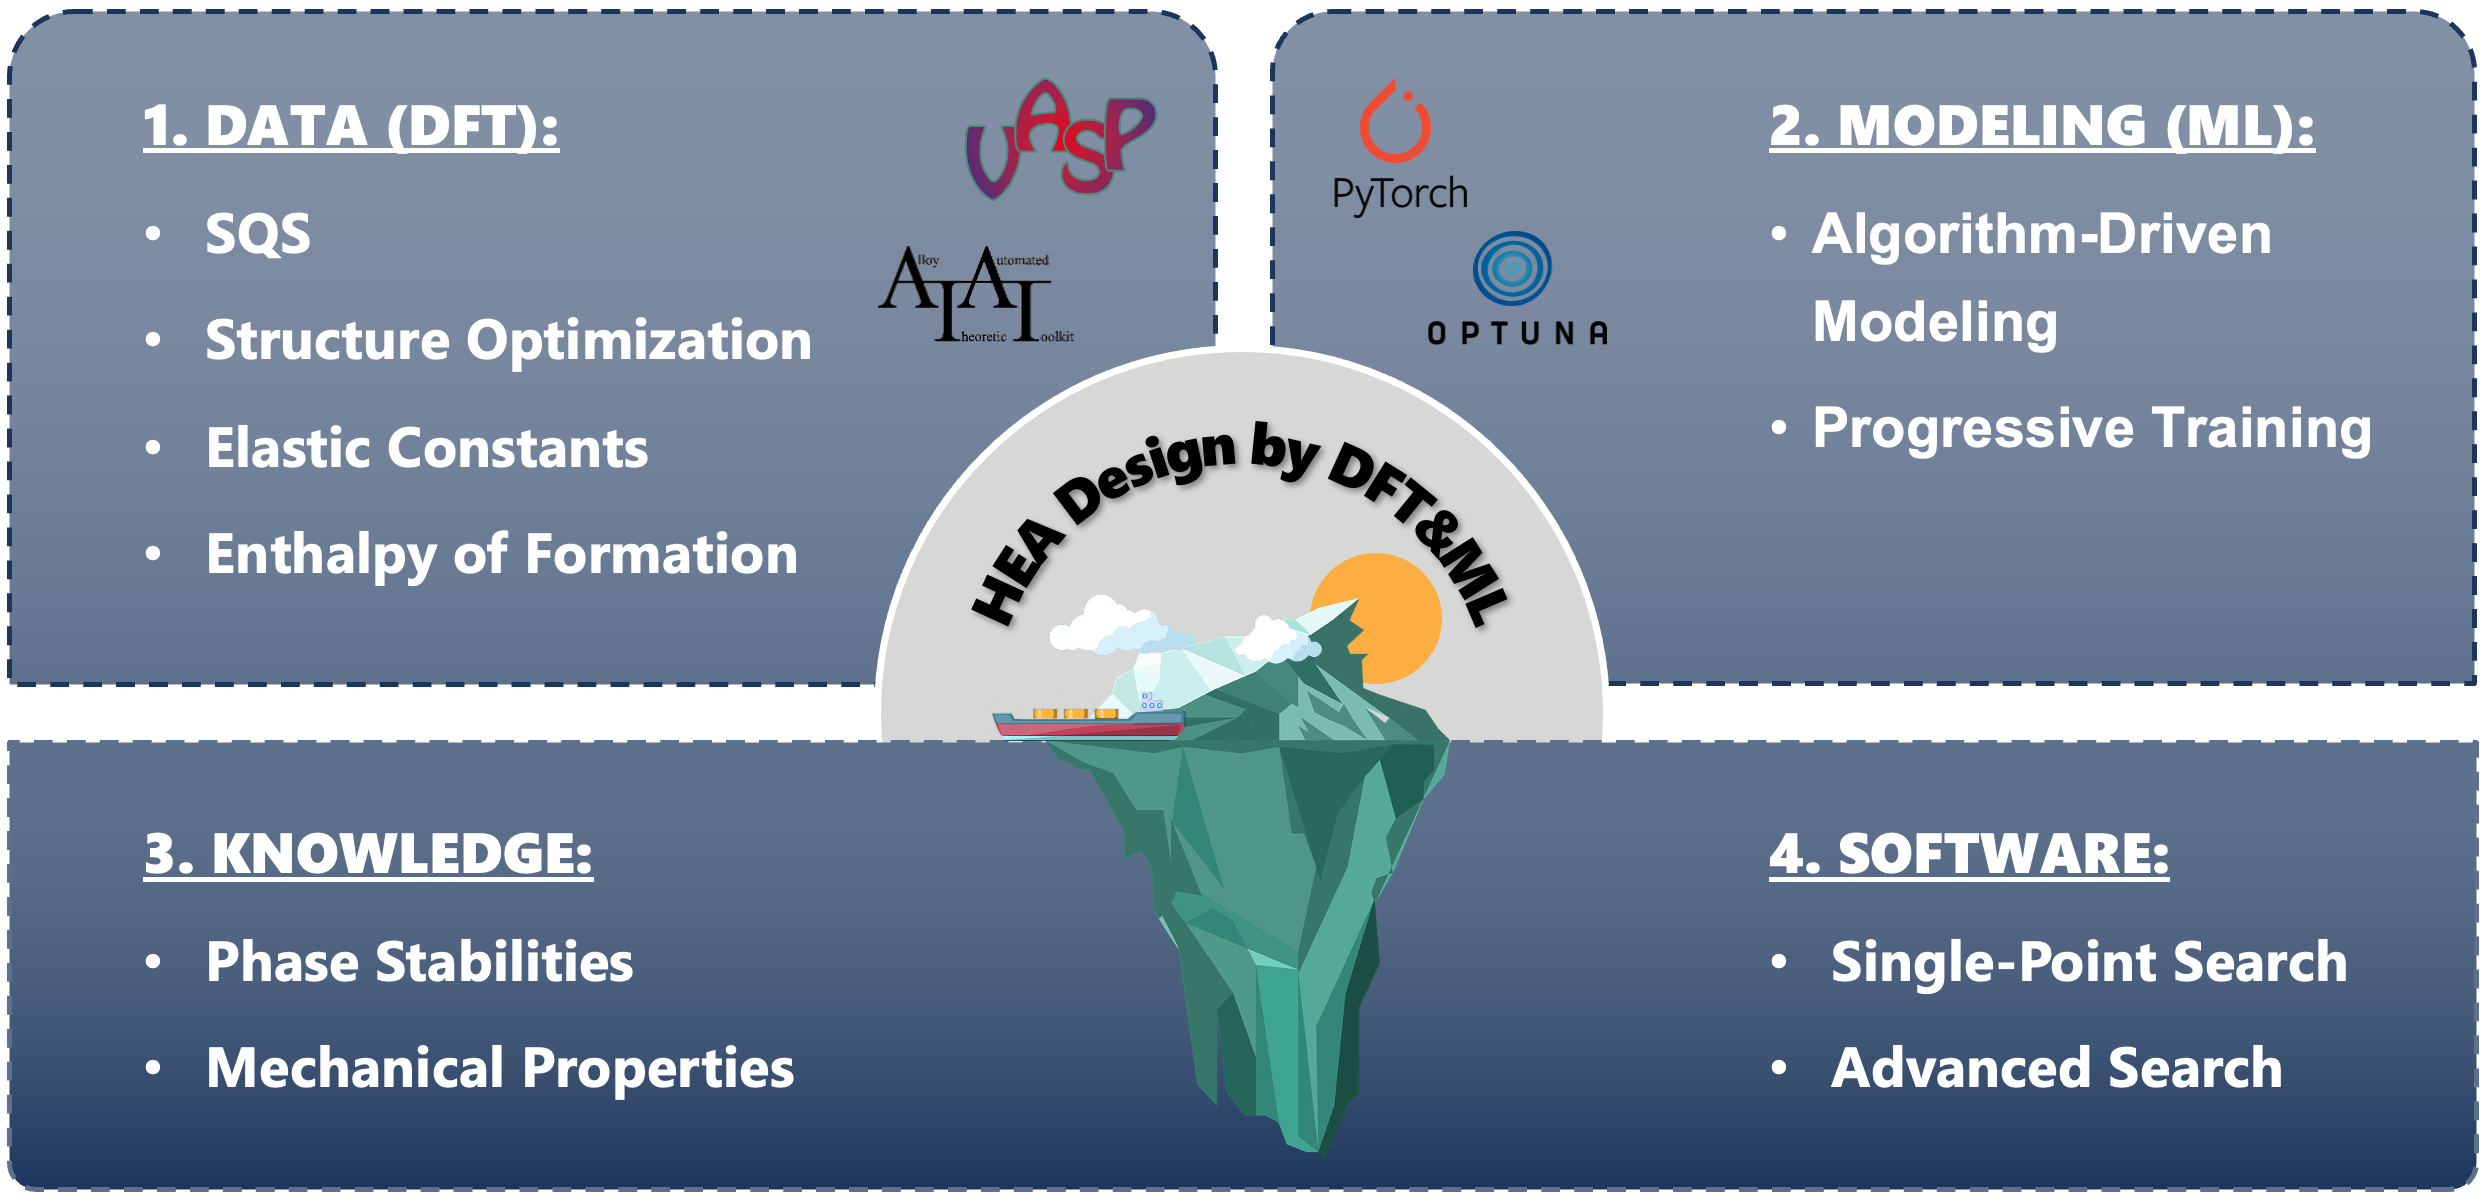 1. DATA (DFT):
• SQS
• Structure Optimization
• Elastic Constants
• Enthalpy of Formation
VASP
Alloy Automated
Theoretic Toolkit
PyTorch
OPTUNA
2. MODELING (ML):
• Algorithm-Driven
Modeling
• Progressive Training
HEA Design by DFT&ML
3. KNOWLEDGE:
• Phase Stabilities
• Mechanical Properties
4. SOFTWARE:
• Single-Point Search
• Advanced Search